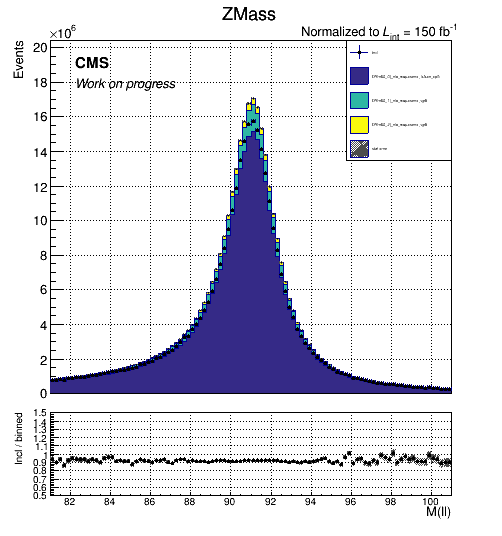 ZMass
×10⁶
Normalized to L_int = 150 fb⁻¹
Events
CMS
Work on progress
20
18
16
14
12
10
8
6
4
2
0
Incl / binned
1.5
1.4
1.3
1.2
1.1
1
0.9
0.8
0.7
0.6
0.5
82 84 86 88 90 92 94 96 98 100
M(ll)